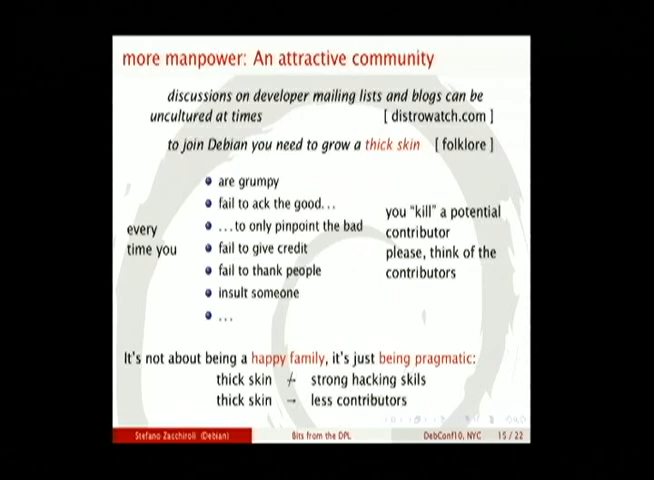 more manpower: An attractive community
discussions on developer mailing lists and blogs can be
uncultured at times [ distrowatch.com ]
to join Debian you need to grow a thick skin [ folklore ]
every
time you
• are grumpy
• fail to ack the good...
• ...to only pinpoint the bad
• fail to give credit
• fail to thank people
• insult someone
• ...
you "kill" a potential
contributor
please, think of the
contributors
It's not about being a happy family, it's just being pragmatic:
thick skin ↛ strong hacking skils
thick skin → less contributors
Stefano Zacchiroli (Debian) Bits from the DPL DebConf10, NYC 15 / 22